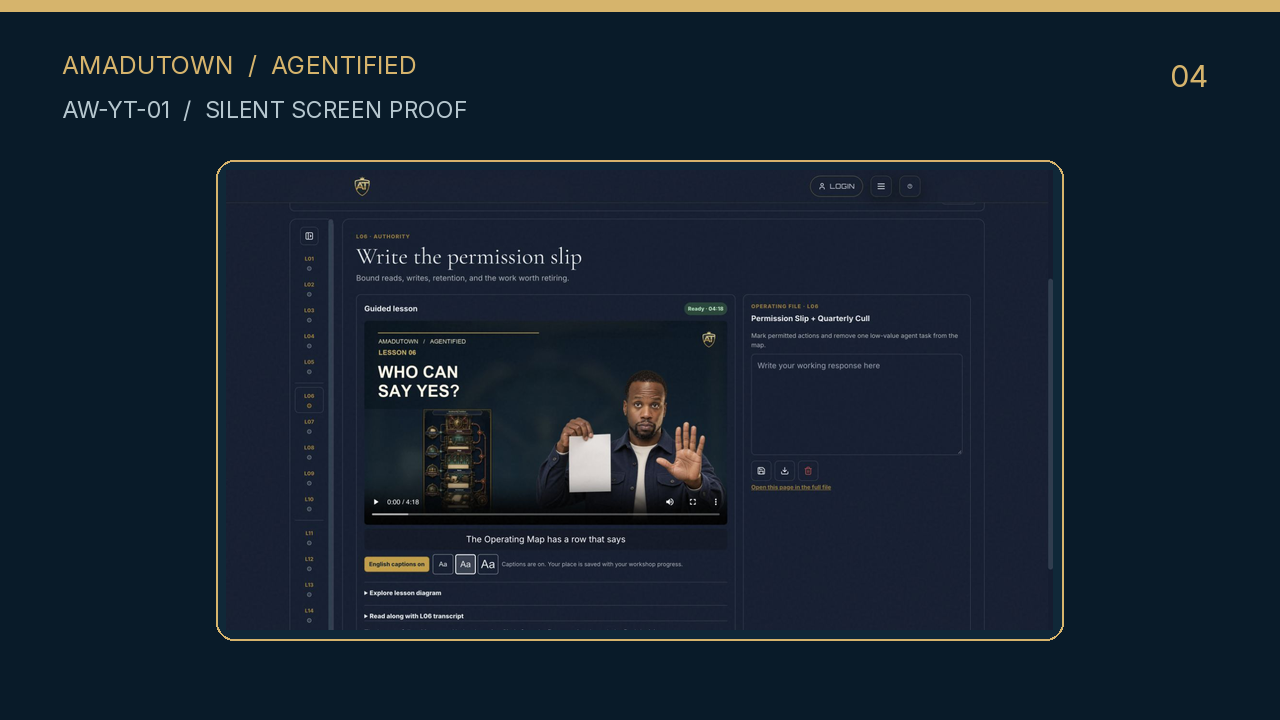 AMADUTOWN / AGENTIFIED
AW-YT-01 / SILENT SCREEN PROOF
04
AT
LOGIN
L01
L02
L03
L04
L05
L06
L07
L08
L09
L10
L11
L12
L13
L14
L06 · AUTHORITY
Write the permission slip
Bound reads, writes, retention, and the work worth retiring.
Guided lesson
Ready · 04:18
AMADUTOWN / AGENTIFIED
LESSON 06
AT
WHO CAN
SAY YES?
0:00 / 4:18
The Operating Map has a row that says
English captions on
Aa
Aa
Aa
Captions are on. Your place is saved with your workshop progress.
▸ Explore lesson diagram
▸ Read along with L06 transcript
OPERATING FILE · L06
Permission Slip + Quarterly Cull
Mark permitted actions and remove one low-value agent task from the
map.
Write your working response here
Open this page in the full file